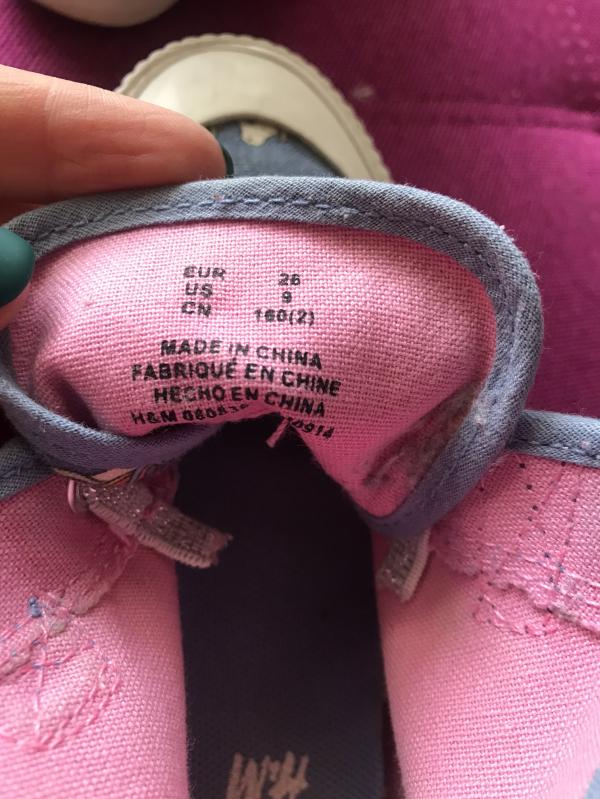 EUR 26
US 9
CN 160(2)
MADE IN CHINA
FABRIQUÉ EN CHINE
HECHO EN CHINA
H&M
H&M